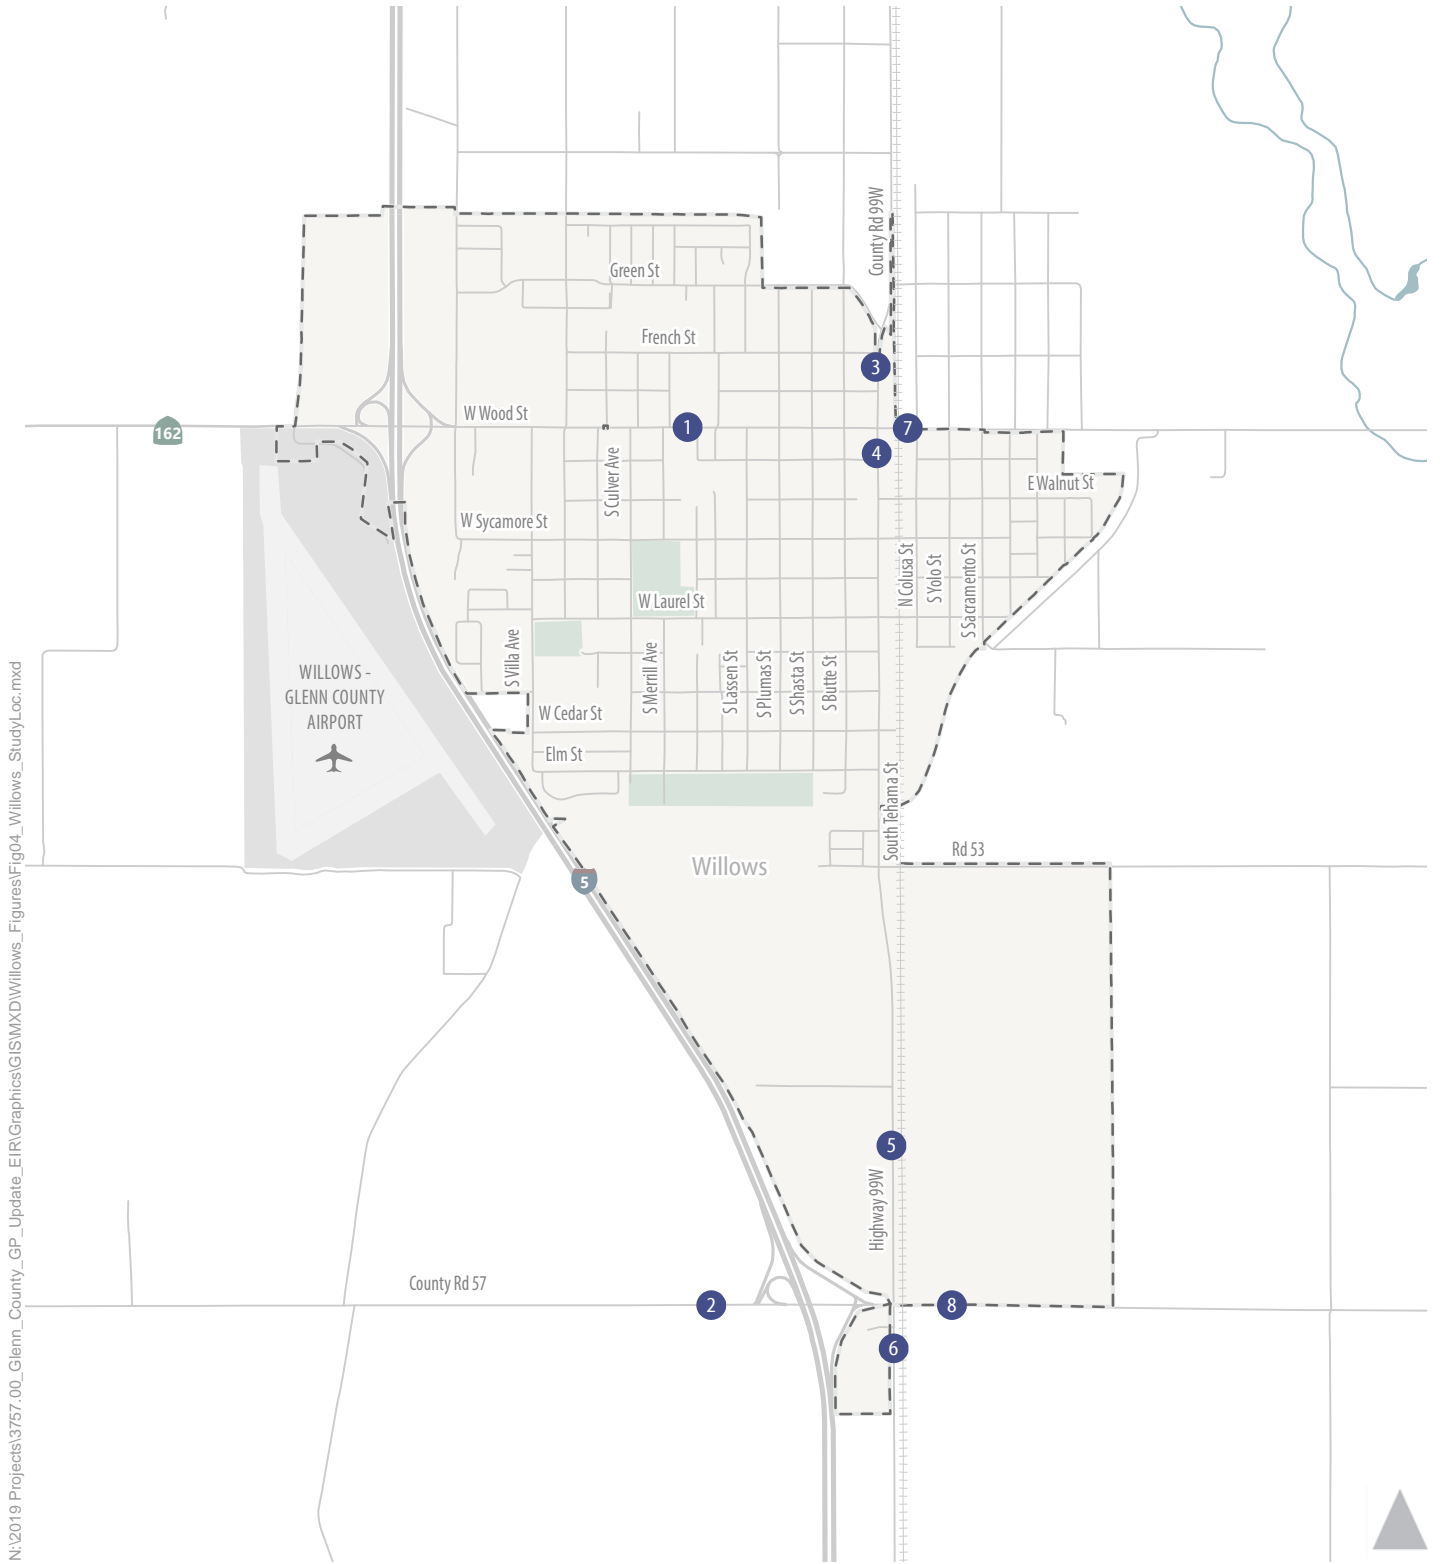 County Rd 99W
Green St
French St
3
W Wood St
162
1
7
4
S Culver Ave
E Walnut St
W Sycamore St
N Colusa St
S Yolo St
S Sacramento St
W Laurel St
S Villa Ave
S Merrill Ave
S Lassen St
S Plumas St
S Shasta St
S Butte St
WILLOWS -
GLENN COUNTY
AIRPORT
W Cedar St
Elm St
South Tehama St
Rd 53
Willows
5
5
Highway 99W
County Rd 57
2
8
6
N:\2019 Projects\3757.00_Glenn_County_GP_Update_EIR\Graphics\GIS\MXD\Willows_Figures\Fig04_Willows_StudyLoc.mxd